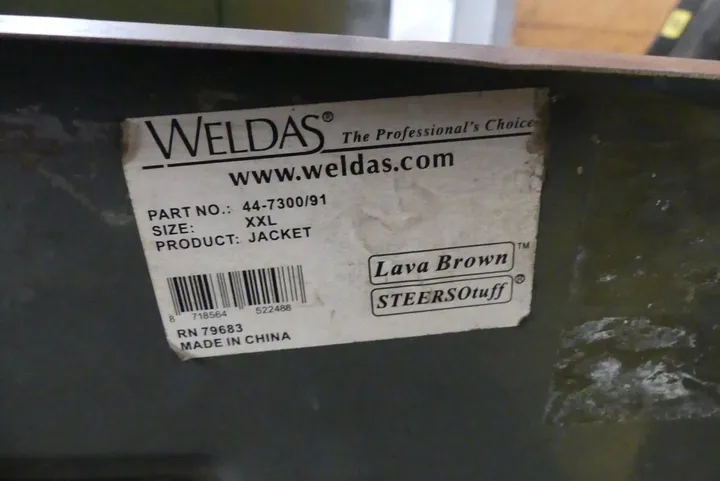 WELDAS® The Professional's Choice
www.weldas.com
PART NO.: 44-7300/91
SIZE: XXL
PRODUCT: JACKET
Lava Brown™
STEERSOtuff®
8 718564 522488
RN 79683
MADE IN CHINA